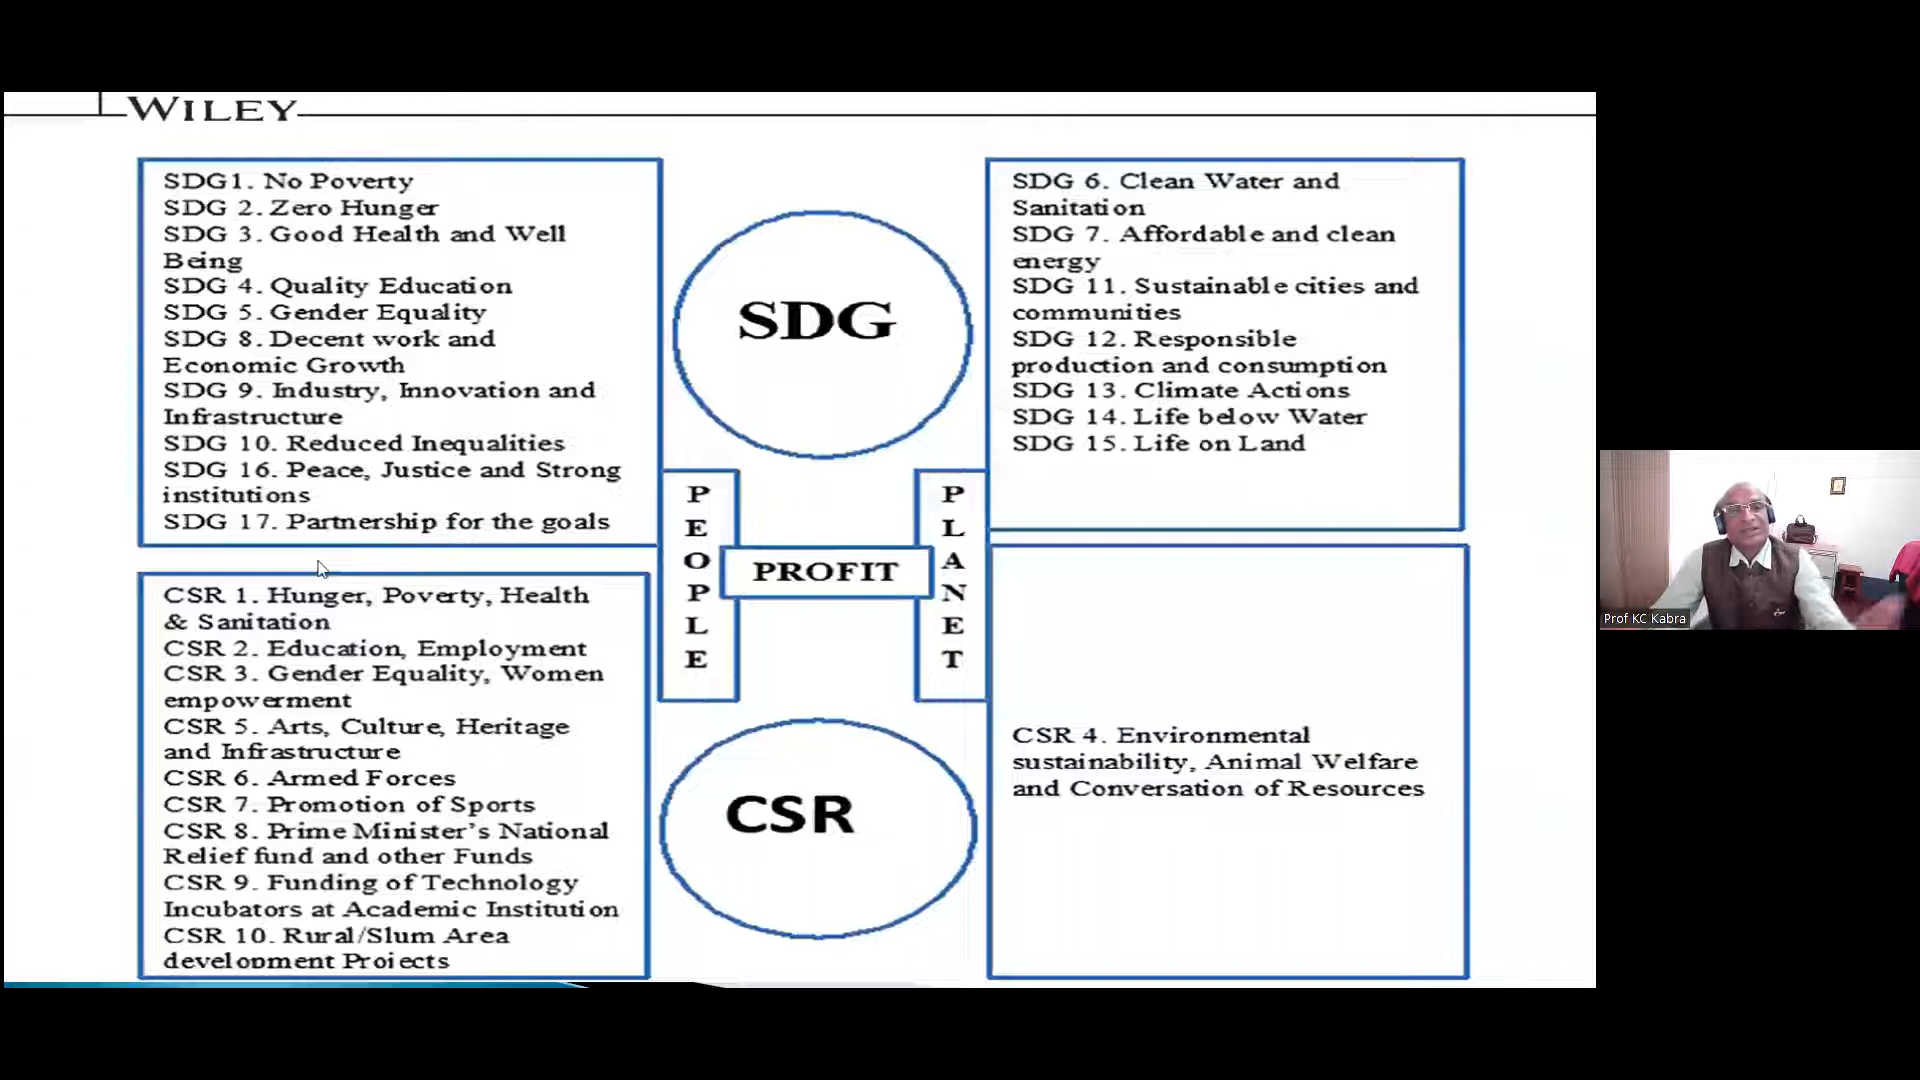 WILEY
SDG1. No Poverty
SDG 2. Zero Hunger
SDG 3. Good Health and Well
Being
SDG 4. Quality Education
SDG 5. Gender Equality
SDG 8. Decent work and
Economic Growth
SDG 9. Industry, Innovation and
Infrastructure
SDG 10. Reduced Inequalities
SDG 16. Peace, Justice and Strong
institutions
SDG 17. Partnership for the goals
SDG
SDG 6. Clean Water and
Sanitation
SDG 7. Affordable and clean
energy
SDG 11. Sustainable cities and
communities
SDG 12. Responsible
production and consumption
SDG 13. Climate Actions
SDG 14. Life below Water
SDG 15. Life on Land
PEOPLE
PROFIT
PLANET
CSR 1. Hunger, Poverty, Health
& Sanitation
CSR 2. Education, Employment
CSR 3. Gender Equality, Women
empowerment
CSR 5. Arts, Culture, Heritage
and Infrastructure
CSR 6. Armed Forces
CSR 7. Promotion of Sports
CSR 8. Prime Minister's National
Relief fund and other Funds
CSR 9. Funding of Technology
Incubators at Academic Institution
CSR 10. Rural/Slum Area
development Projects
CSR
CSR 4. Environmental
sustainability, Animal Welfare
and Conversation of Resources
Prof KC Kabra